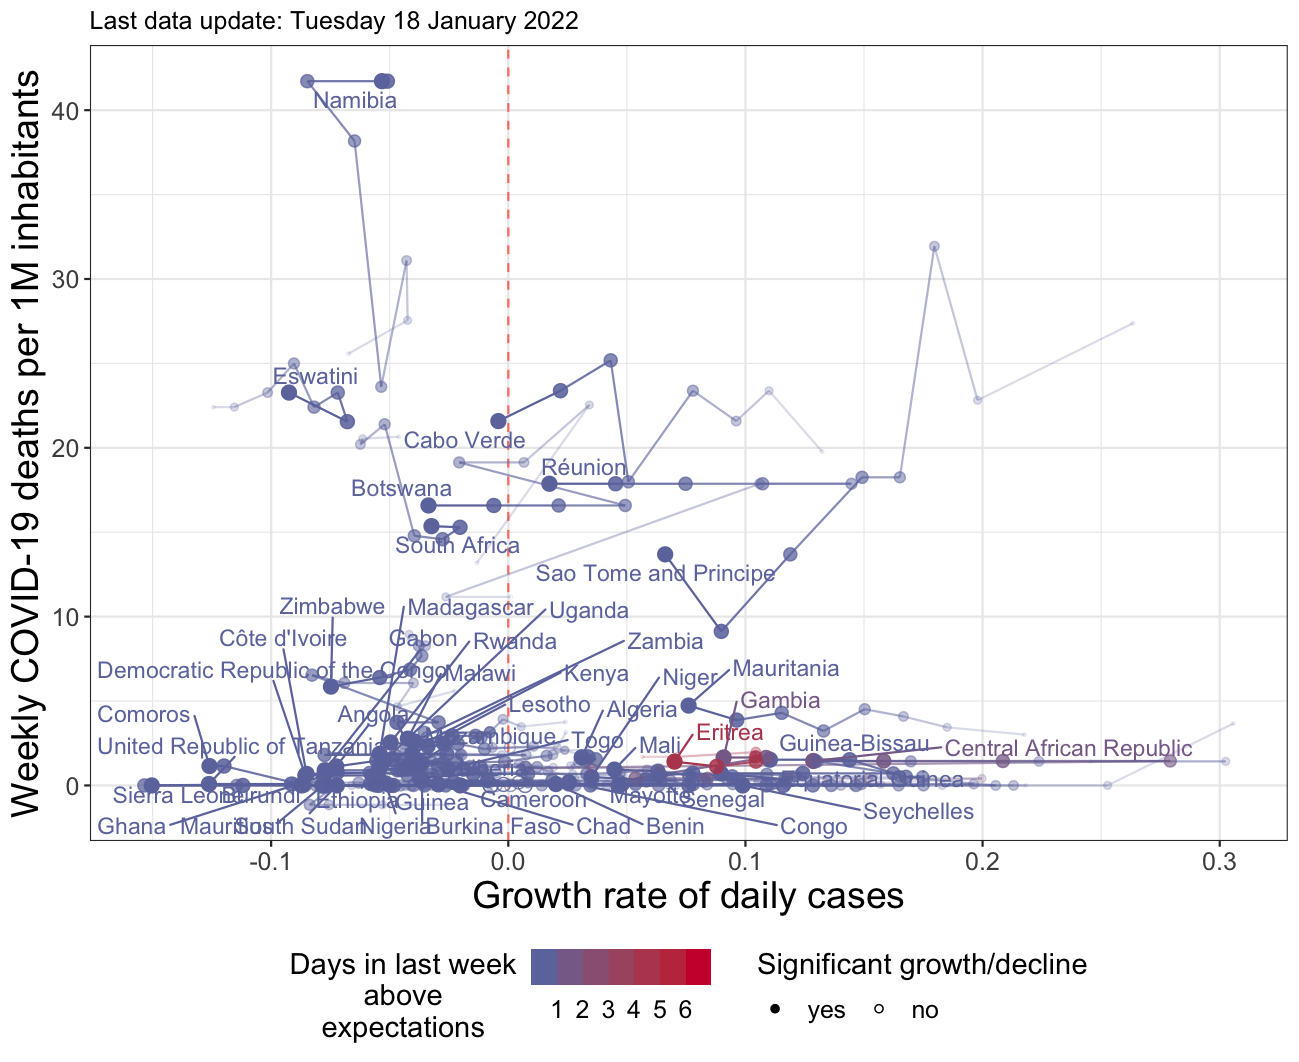 Last data update: Tuesday 18 January 2022
Weekly COVID-19 deaths per 1M inhabitants
40
30
20
10
0
Namibia
Eswatini
Cabo Verde
Réunion
Botswana
South Africa
Sao Tome and Principe
Zimbabwe
Madagascar
Uganda
Côte d'Ivoire
Gabon
Rwanda
Zambia
Democratic Republic of the Congo
Malawi
Kenya
Niger
Mauritania
Comoros
Angola
Lesotho
Algeria
Gambia
United Republic of Tanzania
Mozambique
Togo
Mali
Eritrea
Guinea-Bissau
Central African Republic
Equatorial Guinea
Sierra Leone
Burundi
Ethiopia
Guinea
Cameroon
Mayotte
Senegal
Seychelles
Ghana
Mauritius
South Sudan
Nigeria
Burkina Faso
Chad
Benin
Congo
-0.1
0.0
0.1
0.2
0.3
Growth rate of daily cases
Days in last week
above
expectations
1 2 3 4 5 6
Significant growth/decline
yes
no